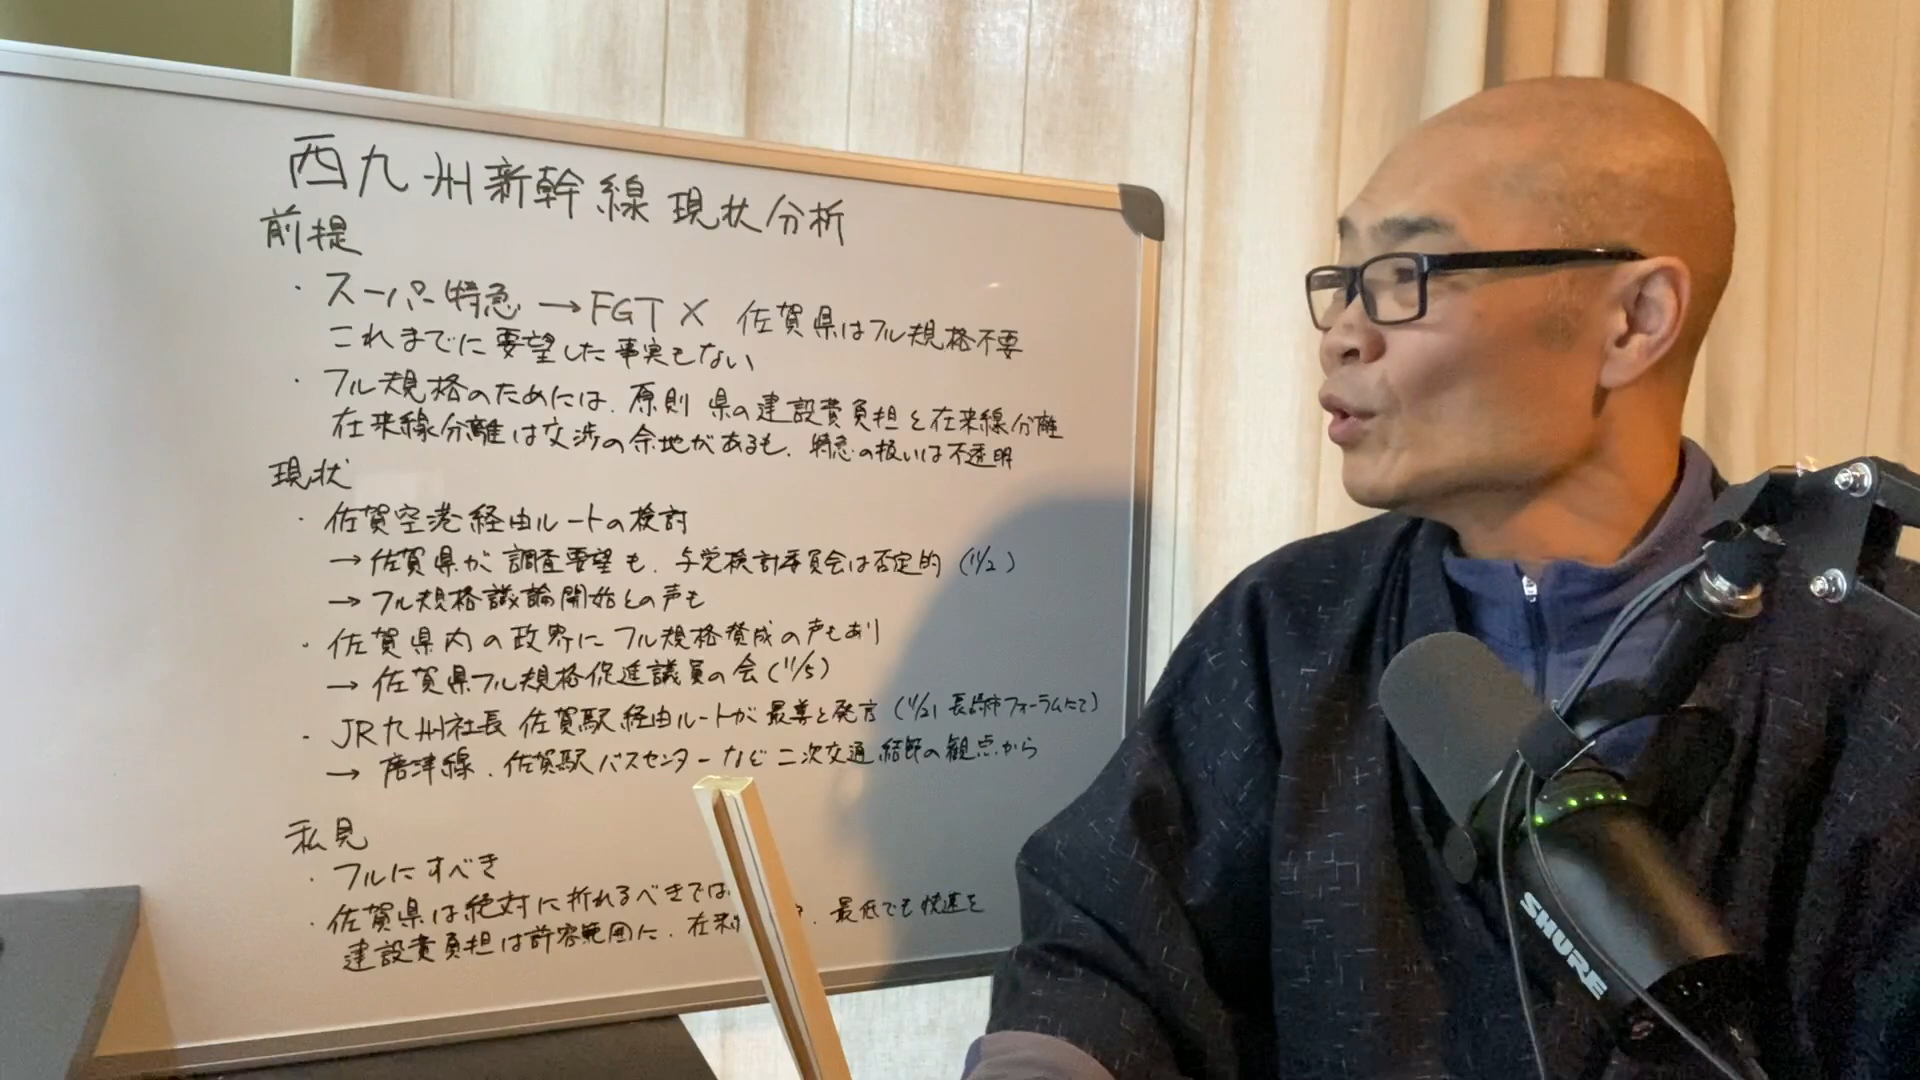 西九州新幹線 現状分析
前提
・スーパー特急→FGT× 佐賀県はフル規格不要
これまでに要望した事実もない
・フル規格のためには、原則 県の建設費負担と在来線分離
在来線分離は交渉の余地があるも、特急の扱いは不透明
現状
・佐賀空港経由ルートの検討
→佐賀県が調査要望も、与党検討委員会は否定的(11/2)
→フル規格議論開始との声も
・佐賀県内の政界にフル規格賛成の声もあり
→佐賀県フル規格促進議員の会(11/5)
・JR九州社長 佐賀駅経由ルートが最善と発言(11/21 長崎市フォーラムにて)
→唐津線、佐賀駅バスセンターなど二次交通結節の観点から
私見
・フルにすべき
・佐賀県は絶対に折れるべきでは
建設費負担は許容範囲に、在来 、最低でも快速を
SHURE